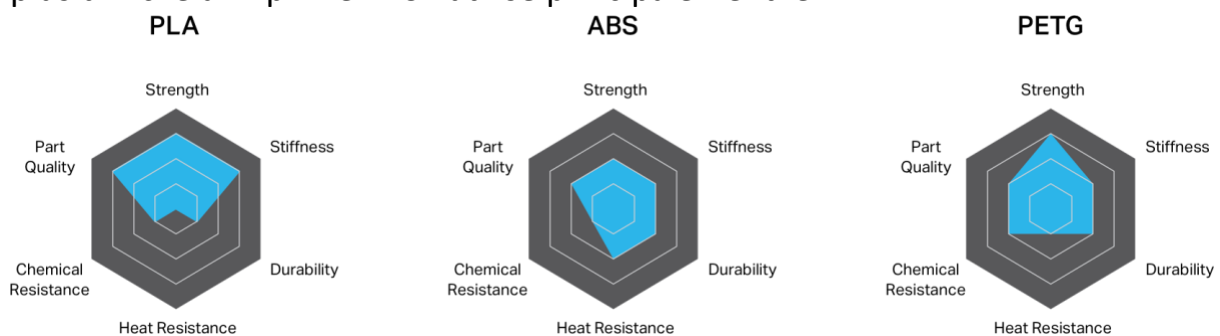 PLA
ABS
PETG
Strength
Part
Quality
Stiffness
Chemical
Resistance
Durability
Heat Resistance
Strength
Part
Quality
Stiffness
Chemical
Resistance
Durability
Heat Resistance
Strength
Part
Quality
Stiffness
Chemical
Resistance
Durability
Heat Resistance